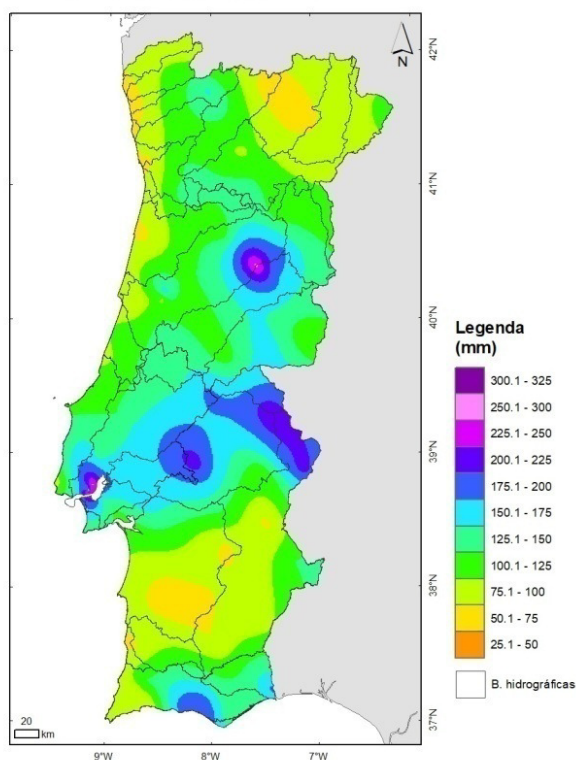 42°N
N
41°N
40°N
39°N
38°N
37°N
Legenda
(mm)
300.1 - 325
250.1 - 300
225.1 - 250
200.1 - 225
175.1 - 200
150.1 - 175
125.1 - 150
100.1 - 125
75.1 - 100
50.1 - 75
25.1 - 50
B. hidrográficas
20
km
9°W
8°W
7°W